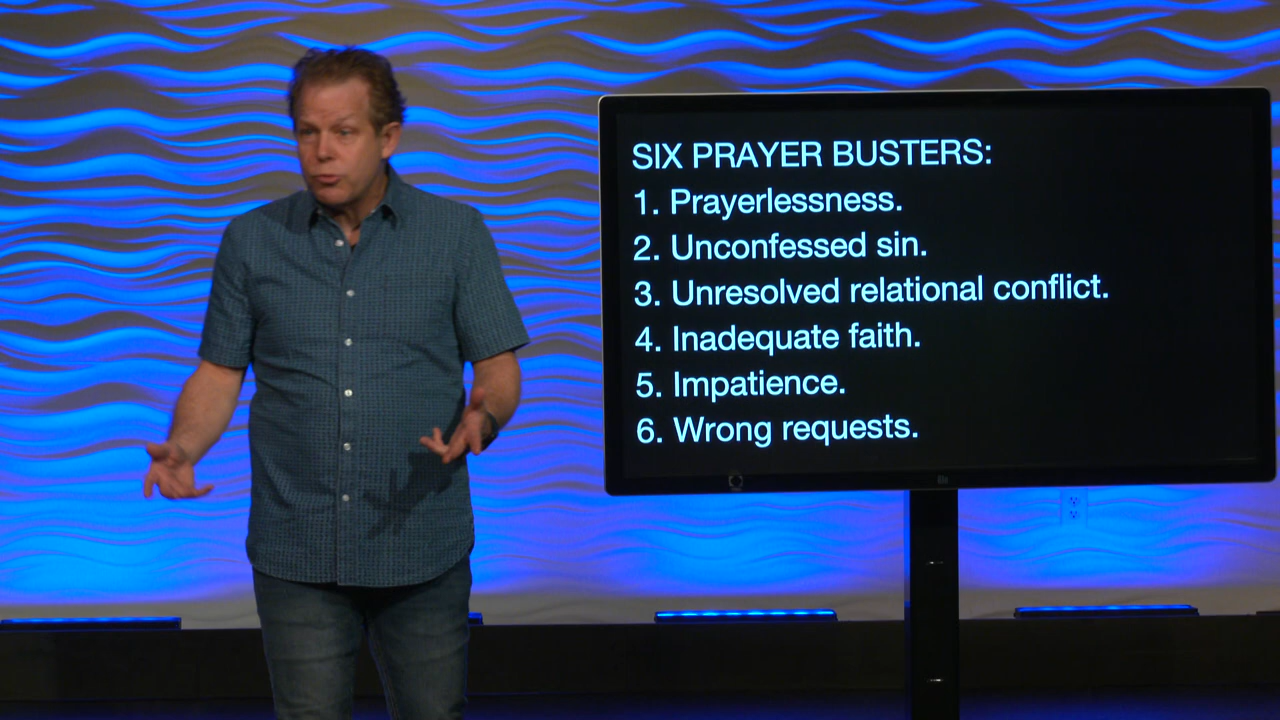 SIX PRAYER BUSTERS:
1. Prayerlessness.
2. Unconfessed sin.
3. Unresolved relational conflict.
4. Inadequate faith.
5. Impatience.
6. Wrong requests.